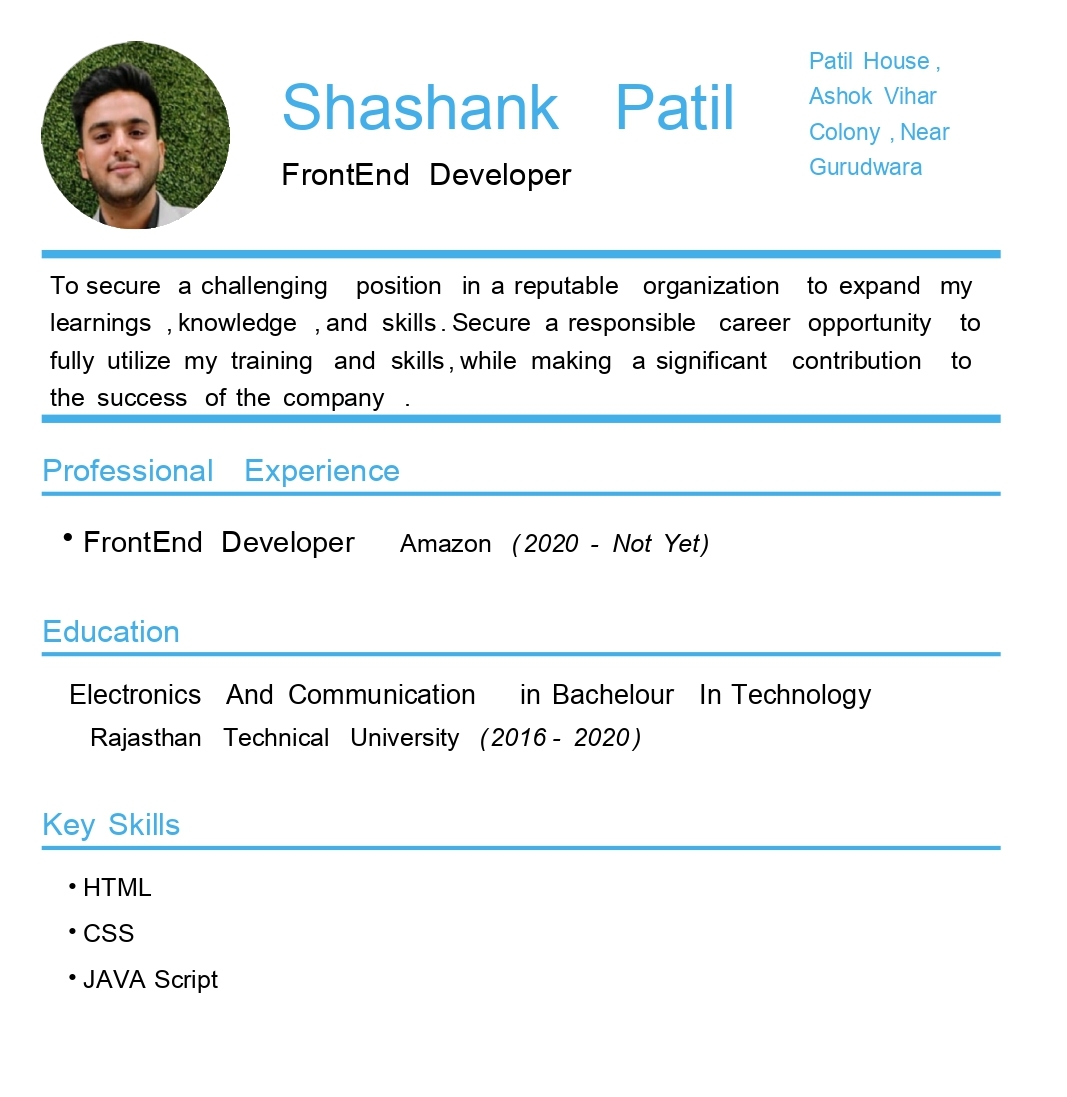 Shashank Patil
FrontEnd Developer
Patil House ,
Ashok Vihar
Colony , Near
Gurudwara
To secure a challenging position in a reputable organization to expand my
learnings , knowledge , and skills . Secure a responsible career opportunity to
fully utilize my training and skills , while making a significant contribution to
the success of the company .
Professional Experience
• FrontEnd Developer Amazon (2020 - Not Yet)
Education
Electronics And Communication in Bachelour In Technology
Rajasthan Technical University (2016 - 2020)
Key Skills
• HTML
• CSS
• JAVA Script